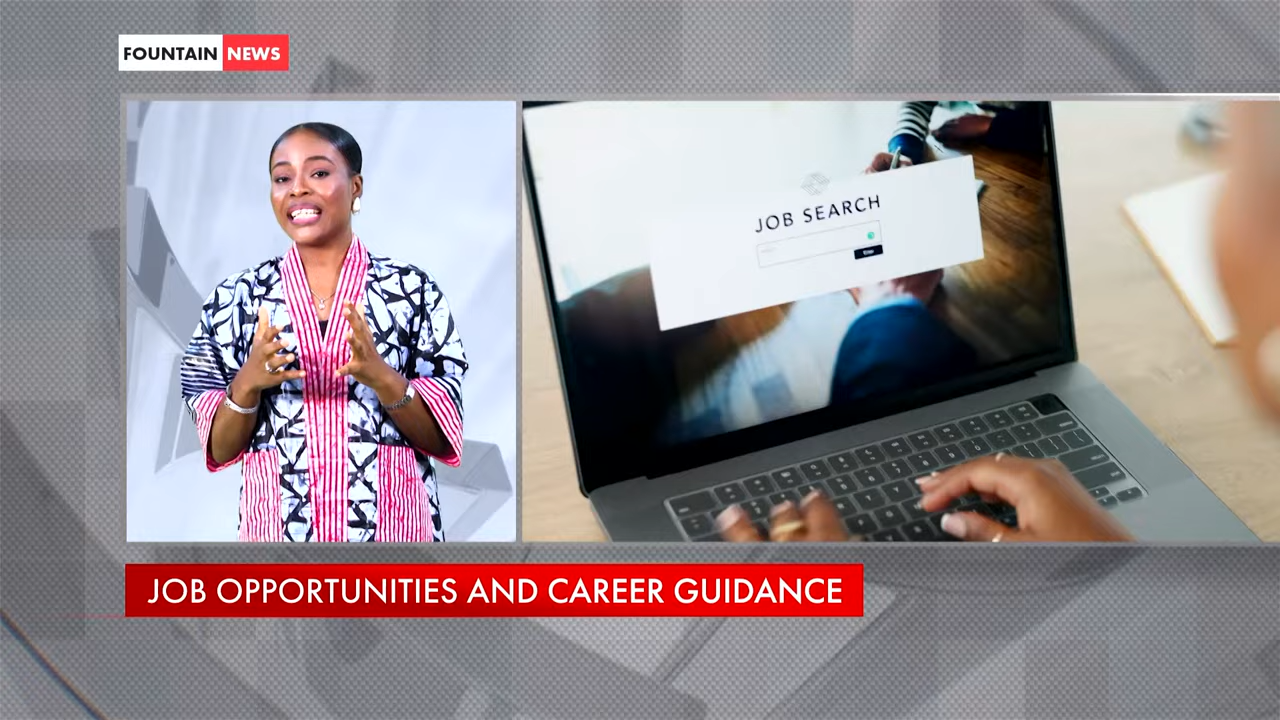 FOUNTAIN NEWS
JOB SEARCH
JOB OPPORTUNITIES AND CAREER GUIDANCE